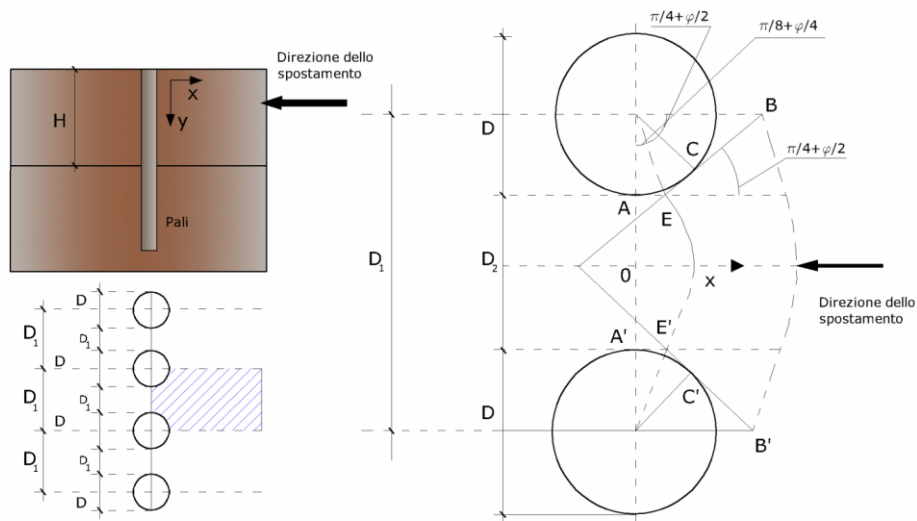 Direzione dello
spostamento
H
x
y
Pali
D
D₁
D₁
D
D₁
D₁
D
D₁
D₁
D
π/4+φ/2
π/8+φ/4
D
B
C
π/4+φ/2
A
E
D₁
D₂
0
x
Direzione dello
spostamento
E'
A'
C'
D
B'